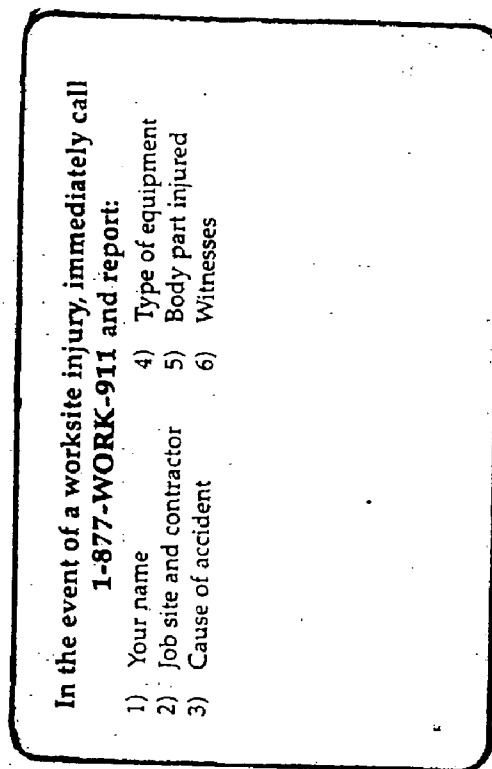 In the event of a worksite injury, immediately call
1-877-WORK-911 and report:
1) Your name
2) Job site and contractor
3) Cause of accident
4) Type of equipment
5) Body part injured
6) Witnesses